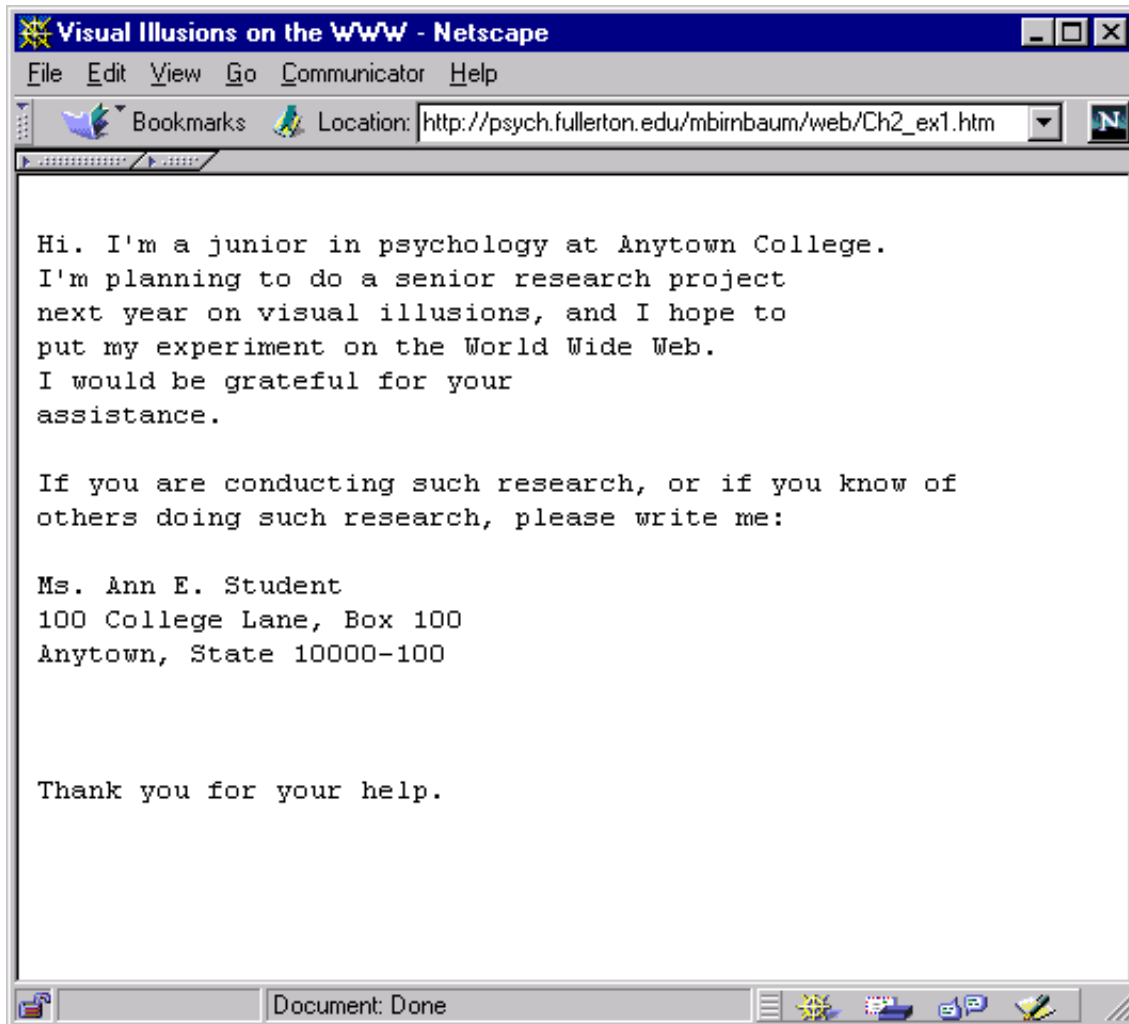 Visual Illusions on the WWW - Netscape
File Edit View Go Communicator Help
Bookmarks Location: http://psych.fullerton.edu/mbirnbaum/web/Ch2_ex1.htm N
Hi. I'm a junior in psychology at Anytown College.
I'm planning to do a senior research project
next year on visual illusions, and I hope to
put my experiment on the World Wide Web.
I would be grateful for your
assistance.
If you are conducting such research, or if you know of
others doing such research, please write me:
Ms. Ann E. Student
100 College Lane, Box 100
Anytown, State 10000-100
Thank you for your help.
Document: Done